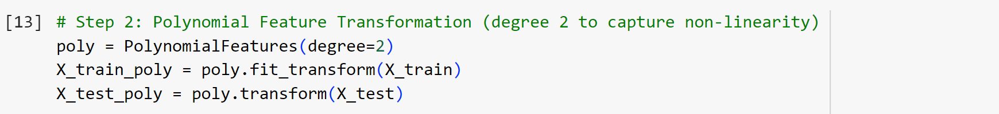 [13] # Step 2: Polynomial Feature Transformation (degree 2 to capture non-linearity)
poly = PolynomialFeatures(degree=2)
X_train_poly = poly.fit_transform(X_train)
X_test_poly = poly.transform(X_test)